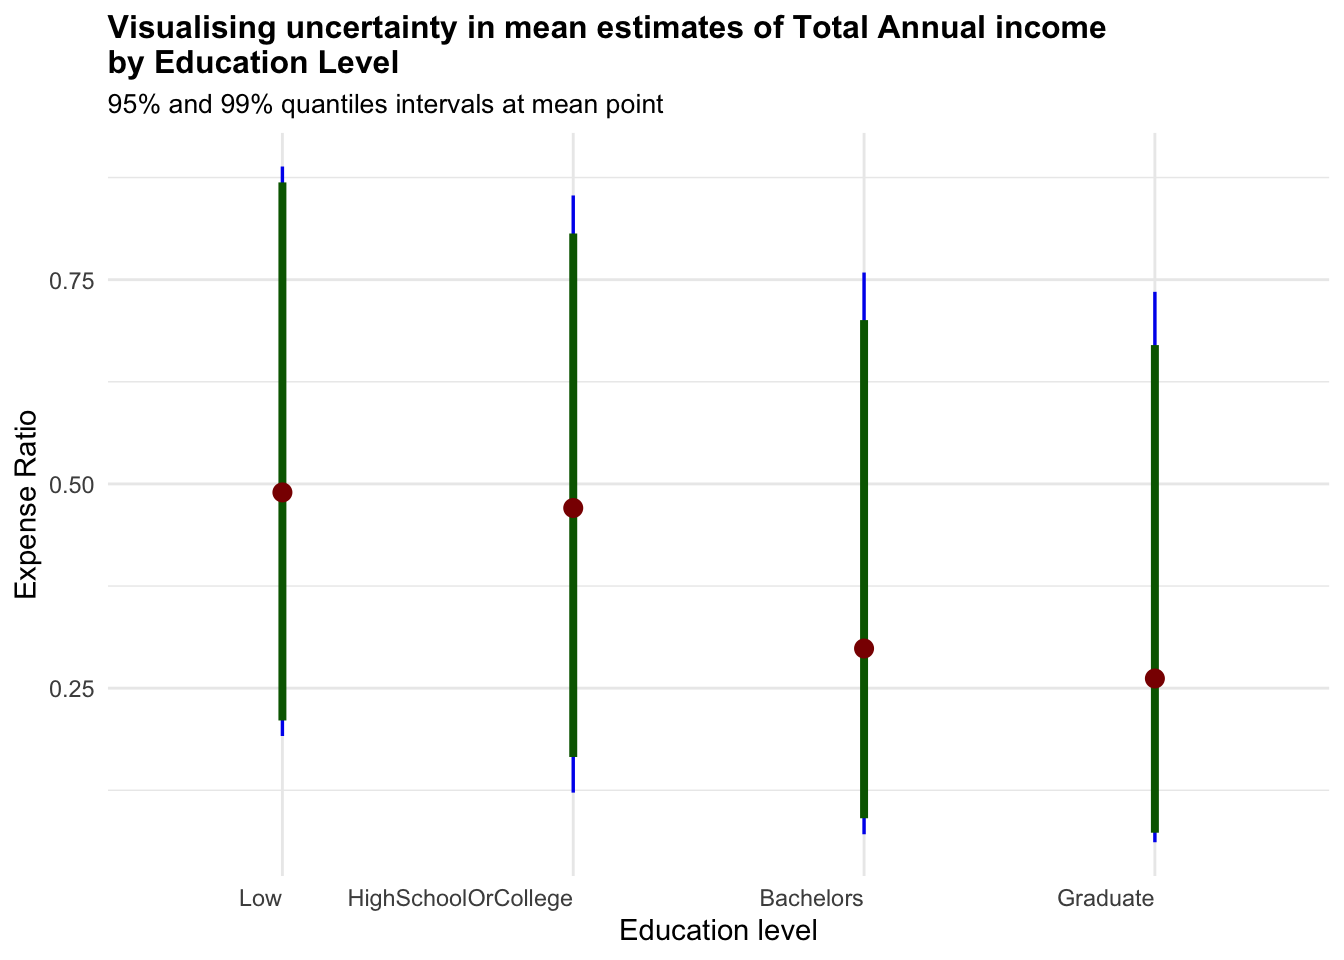 Visualising uncertainty in mean estimates of Total Annual income
by Education Level
95% and 99% quantiles intervals at mean point
Expense Ratio
0.75
0.50
0.25
Low
HighSchoolOrCollege
Bachelors
Graduate
Education level